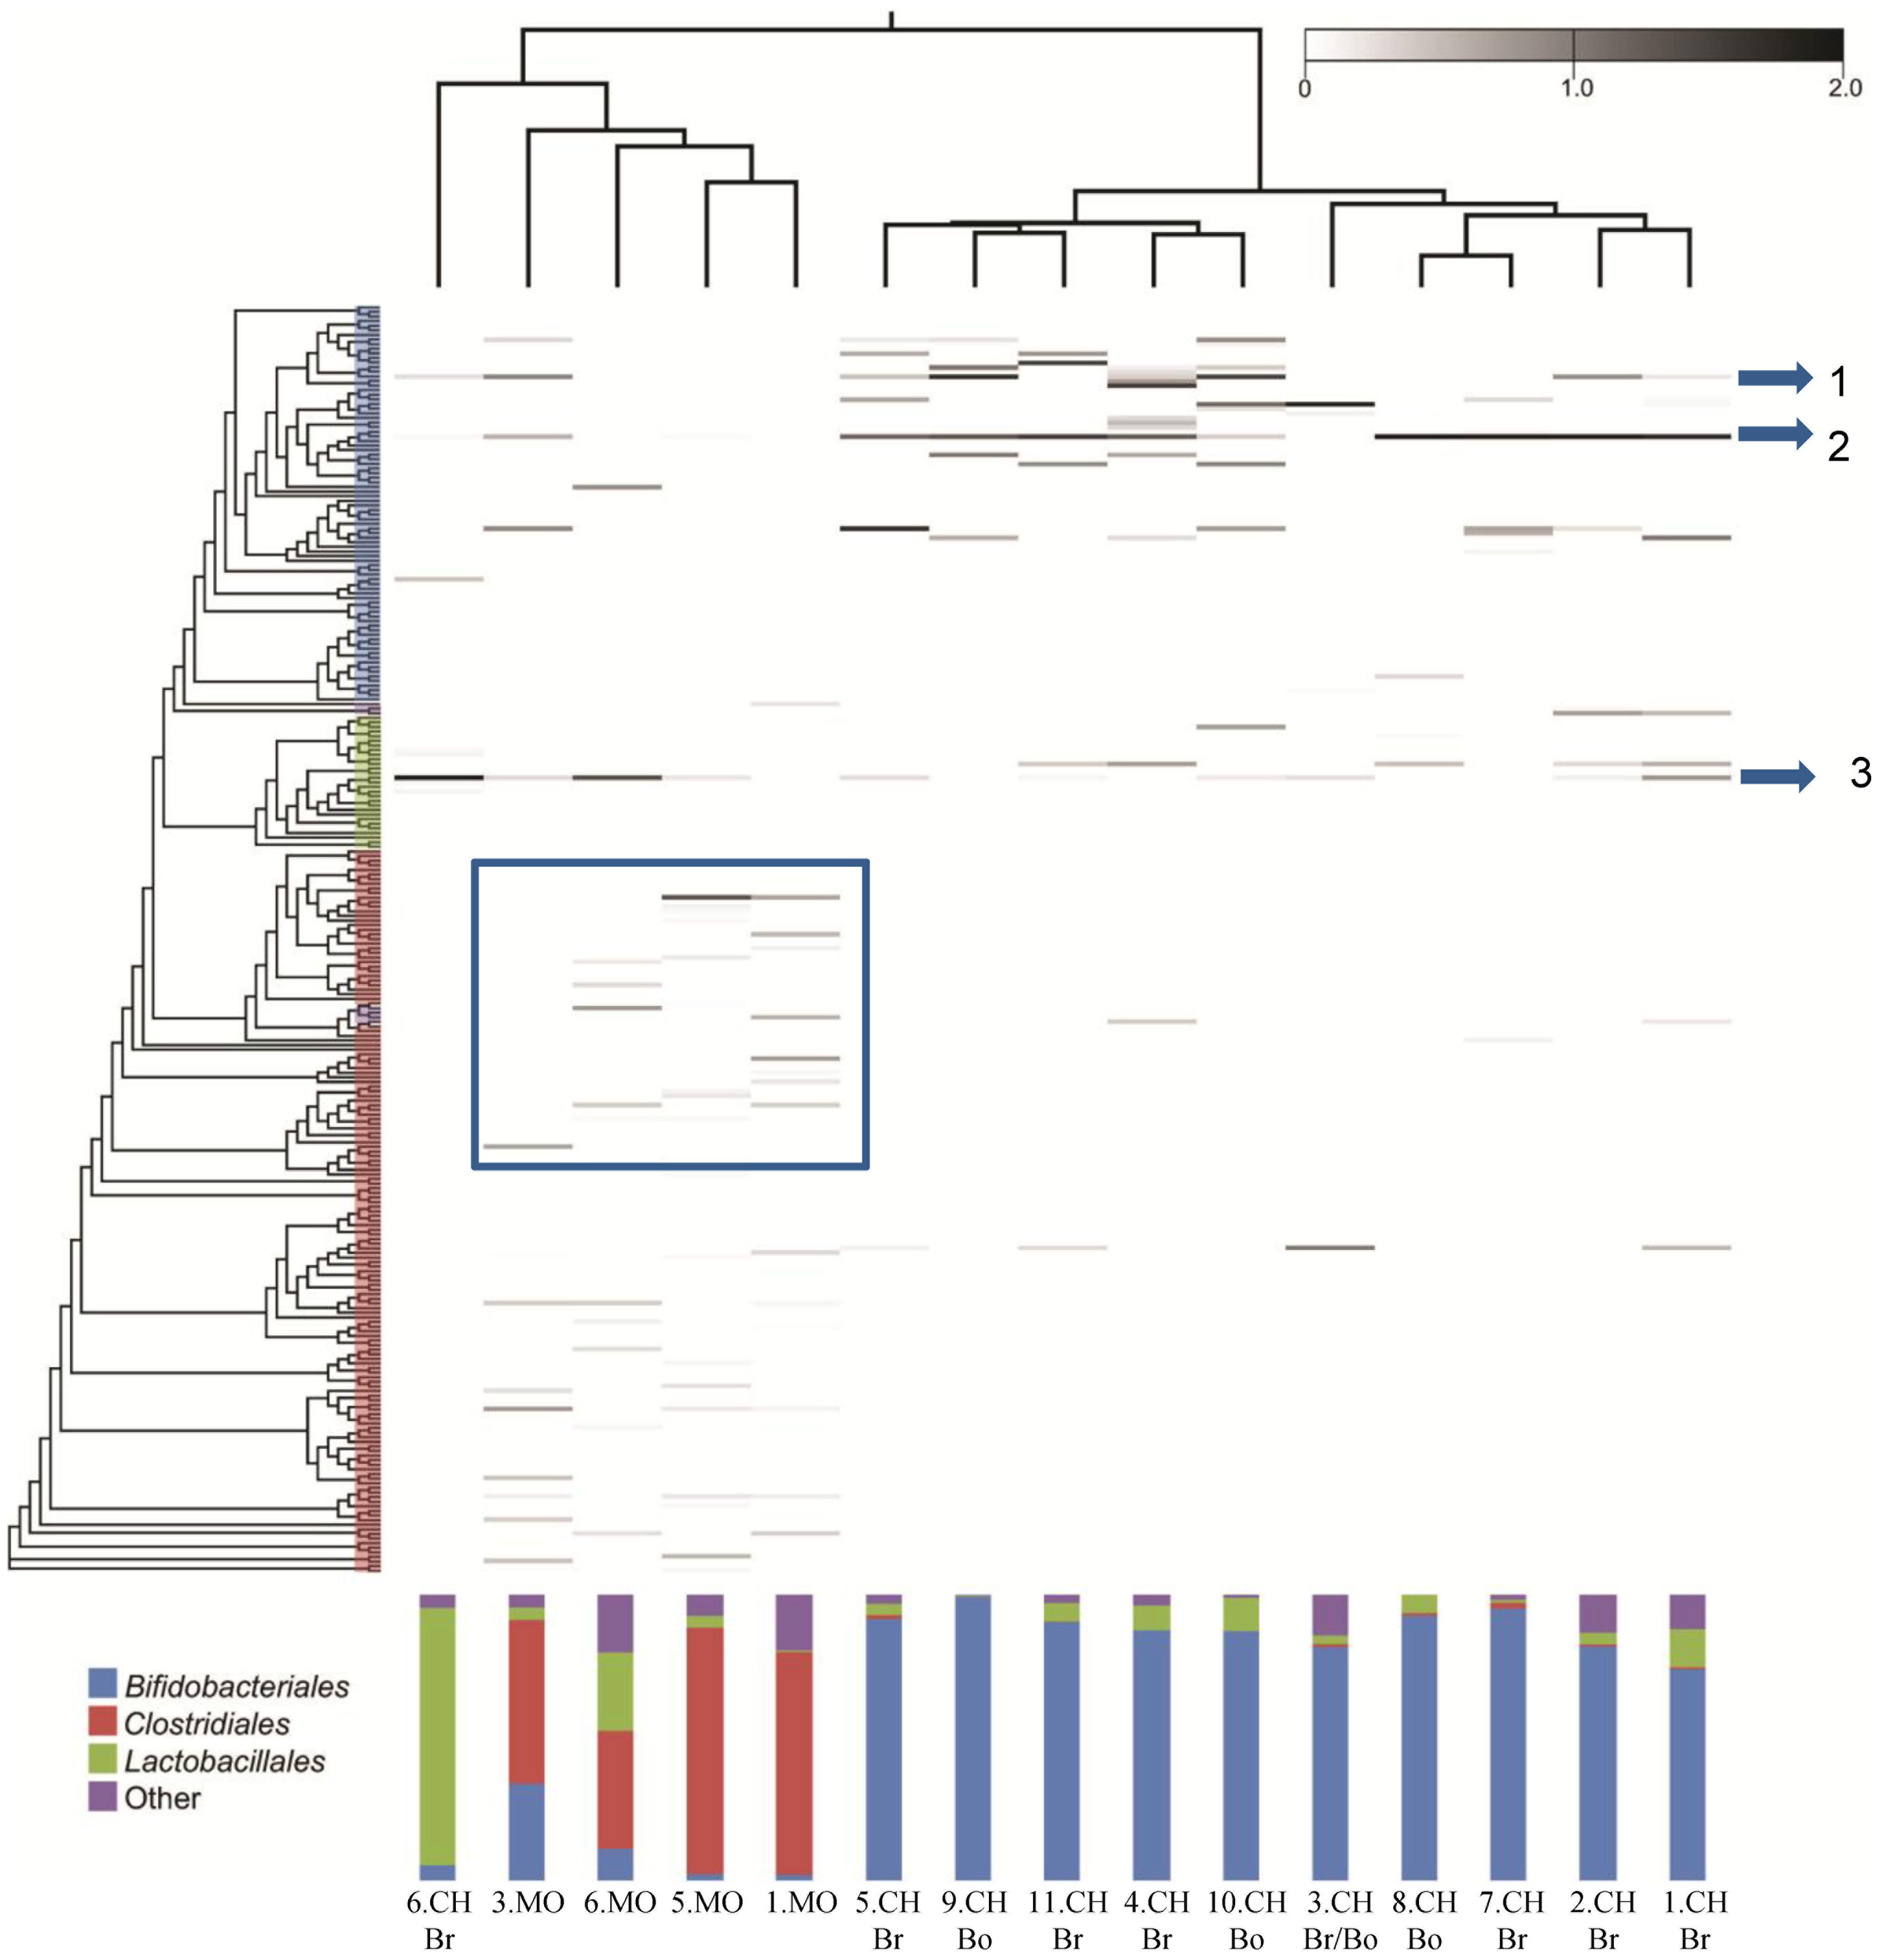 0 1.0 2.0
1
2
3
Bifidobacteriales
Clostridiales
Lactobacillales
Other
6.CH 3.MO 6.MO 5.MO 1.MO 5.CH 9.CH 11.CH 4.CH 10.CH 3.CH 8.CH 7.CH 2.CH 1.CH
Br Br Bo Br Br Bo Br/Bo Bo Br Br Br